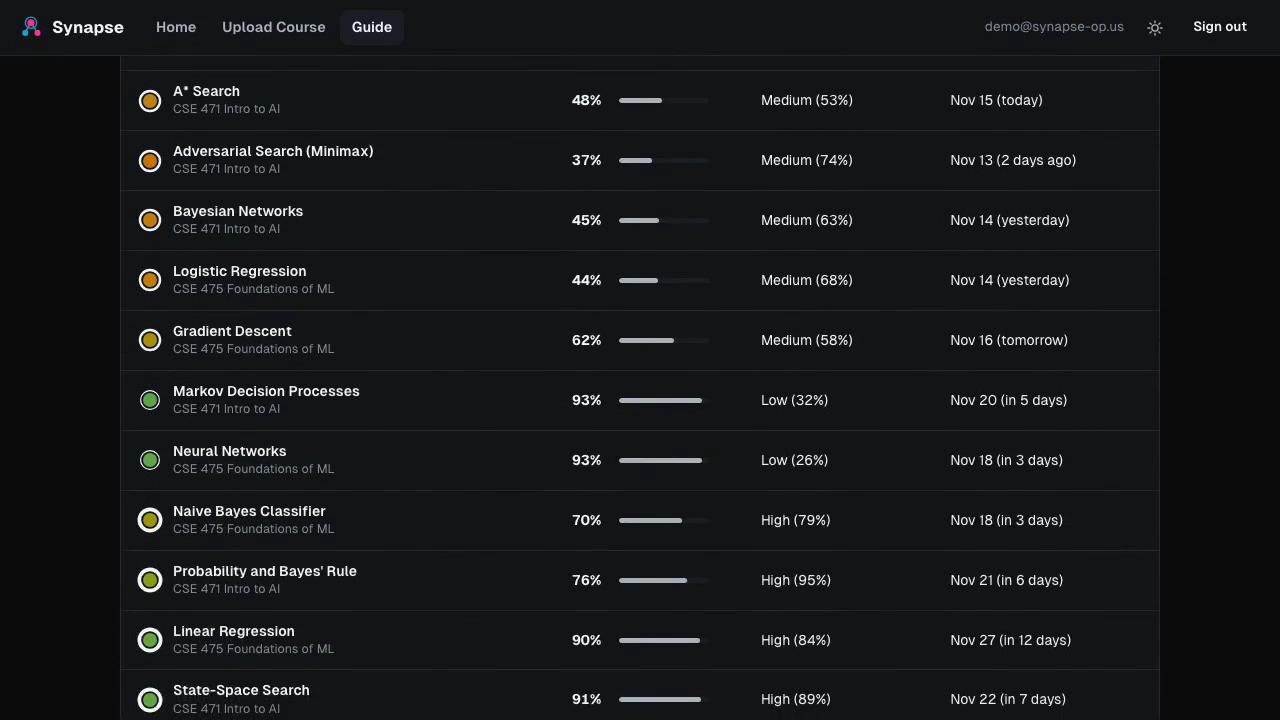 Synapse
Home
Upload Course
Guide
demo@synapse-op.us
Sign out
A* Search
CSE 471 Intro to AI
48%
Medium (53%)
Nov 15 (today)
Adversarial Search (Minimax)
CSE 471 Intro to AI
37%
Medium (74%)
Nov 13 (2 days ago)
Bayesian Networks
CSE 471 Intro to AI
45%
Medium (63%)
Nov 14 (yesterday)
Logistic Regression
CSE 475 Foundations of ML
44%
Medium (68%)
Nov 14 (yesterday)
Gradient Descent
CSE 475 Foundations of ML
62%
Medium (58%)
Nov 16 (tomorrow)
Markov Decision Processes
CSE 471 Intro to AI
93%
Low (32%)
Nov 20 (in 5 days)
Neural Networks
CSE 475 Foundations of ML
93%
Low (26%)
Nov 18 (in 3 days)
Naive Bayes Classifier
CSE 475 Foundations of ML
70%
High (79%)
Nov 18 (in 3 days)
Probability and Bayes' Rule
CSE 471 Intro to AI
76%
High (95%)
Nov 21 (in 6 days)
Linear Regression
CSE 475 Foundations of ML
90%
High (84%)
Nov 27 (in 12 days)
State-Space Search
CSE 471 Intro to AI
91%
High (89%)
Nov 22 (in 7 days)